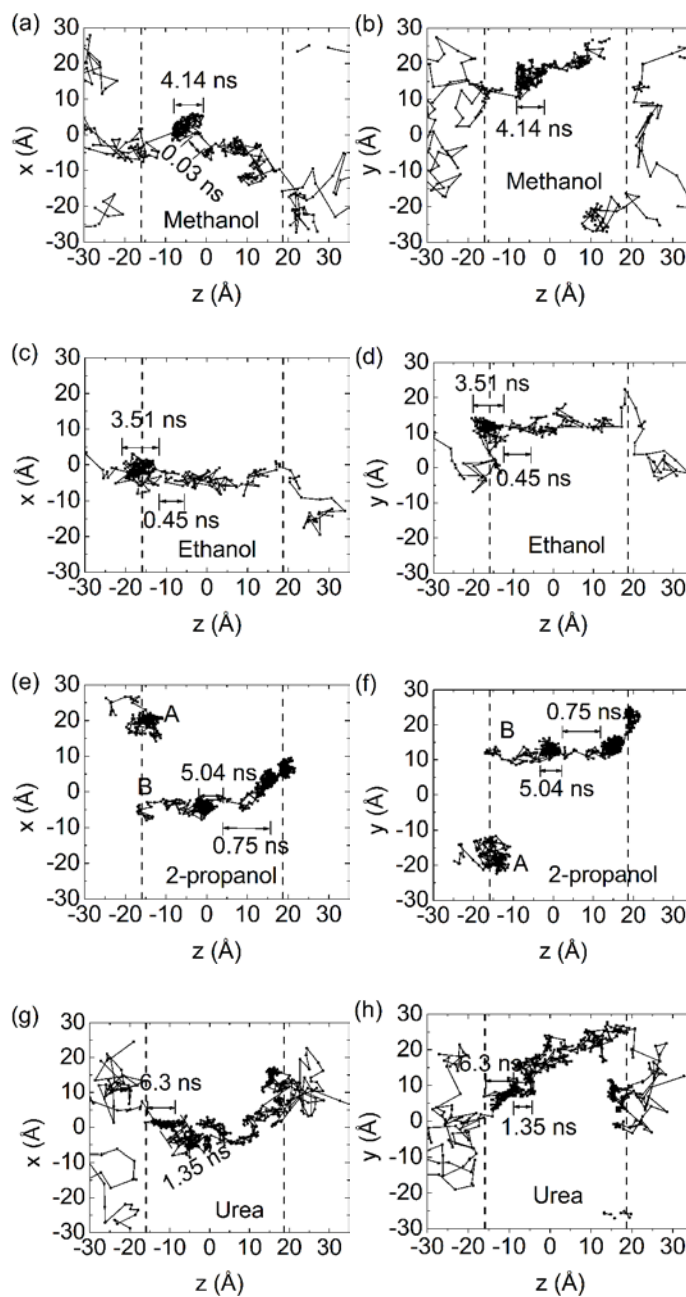 (a)
30
20
10
0
-10
-20
-30
x (Å)
4.14 ns
0.03 ns
Methanol
-30 -20 -10 0 10 20 30
z (Å)
(b)
30
20
10
0
-10
-20
-30
y (Å)
4.14 ns
Methanol
-30 -20 -10 0 10 20 30
z (Å)
(c)
30
20
10
0
-10
-20
-30
x (Å)
3.51 ns
0.45 ns
Ethanol
-30 -20 -10 0 10 20 30
z (Å)
(d)
30
20
10
0
-10
-20
-30
y (Å)
3.51 ns
0.45 ns
Ethanol
-30 -20 -10 0 10 20 30
z (Å)
(e)
30
20
10
0
-10
-20
-30
x (Å)
A
B
5.04 ns
0.75 ns
2-propanol
-30 -20 -10 0 10 20 30
z (Å)
(f)
30
20
10
0
-10
-20
-30
y (Å)
B
0.75 ns
5.04 ns
A
2-propanol
-30 -20 -10 0 10 20 30
z (Å)
(g)
30
20
10
0
-10
-20
-30
x (Å)
6.3 ns
1.35 ns
Urea
-30 -20 -10 0 10 20 30
z (Å)
(h)
30
20
10
0
-10
-20
-30
y (Å)
6.3 ns
1.35 ns
Urea
-30 -20 -10 0 10 20 30
z (Å)